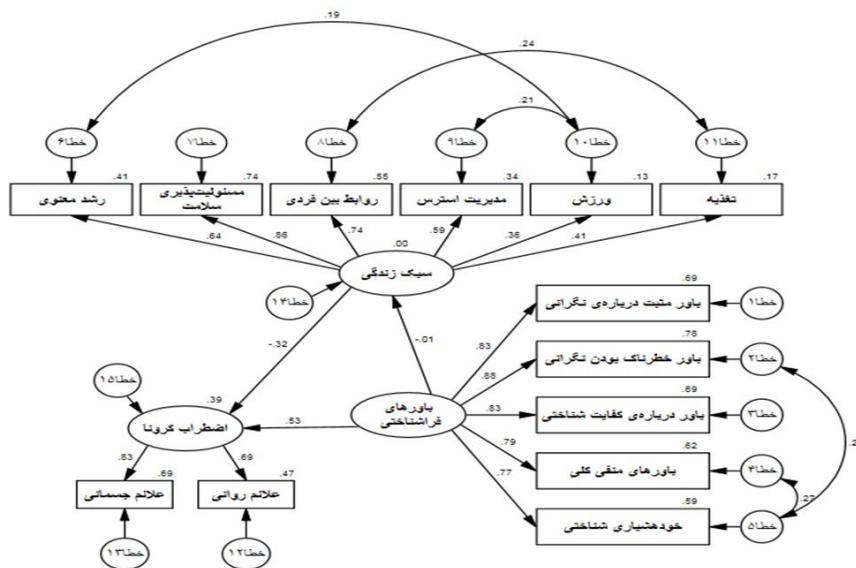 .19
.24
.21
خطا۶
خطا۷
خطا۸
خطا۹
خطا۱۰
خطا۱۱
.41
.74
.55
.34
.13
.17
رشد معنوی
مسئولیت‌پذیری
سلامت
روابط بین فردی
مدیریت استرس
ورزش
تغذیه
.64
.86
.74
.59
.36
.41
.00
سبک زندگی
خطا۱۴
-.32
-.01
.69
باور مثبت درباره‌ی نگرانی
خطا۱
.83
.78
باور خطرناک بودن نگرانی
خطا۲
.88
.69
باور درباره‌ی کفایت شناختی
خطا۳
.83
.62
باورهای منفی کلی
خطا۴
.79
.59
خودهشیاری شناختی
خطا۵
.77
.27
باورهای
فراشناختی
.53
خطا۱۵
.39
اضطراب کرونا
.83
.69
.69
.47
علائم جسمانی
علائم روانی
خطا۱۳
خطا۱۲